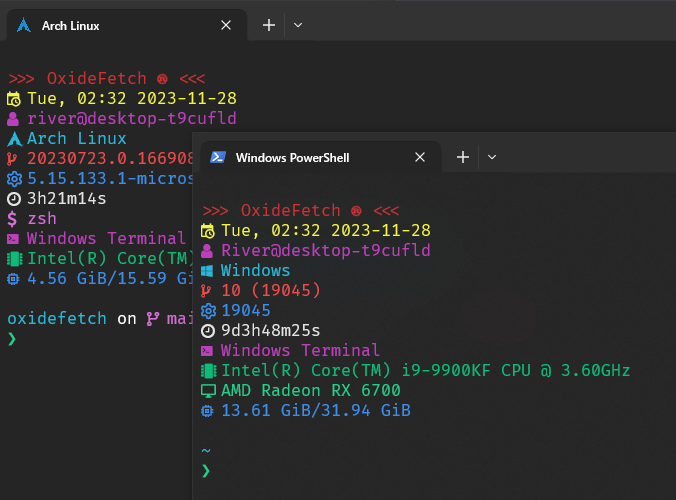 Arch Linux
>>> OxideFetch <<<
Tue, 02:32 2023-11-28
river@desktop-t9cufld
Arch Linux
20230723.0.166908
5.15.133.1-micros
3h21m14s
$ zsh
Windows Terminal
Intel(R) Core(TM)
4.56 GiB/15.59 Gi
oxidefetch on mai
❯
Windows PowerShell
>>> OxideFetch <<<
Tue, 02:32 2023-11-28
River@desktop-t9cufld
Windows
10 (19045)
19045
9d3h48m25s
Windows Terminal
Intel(R) Core(TM) i9-9900KF CPU @ 3.60GHz
AMD Radeon RX 6700
13.61 GiB/31.94 GiB
~
❯